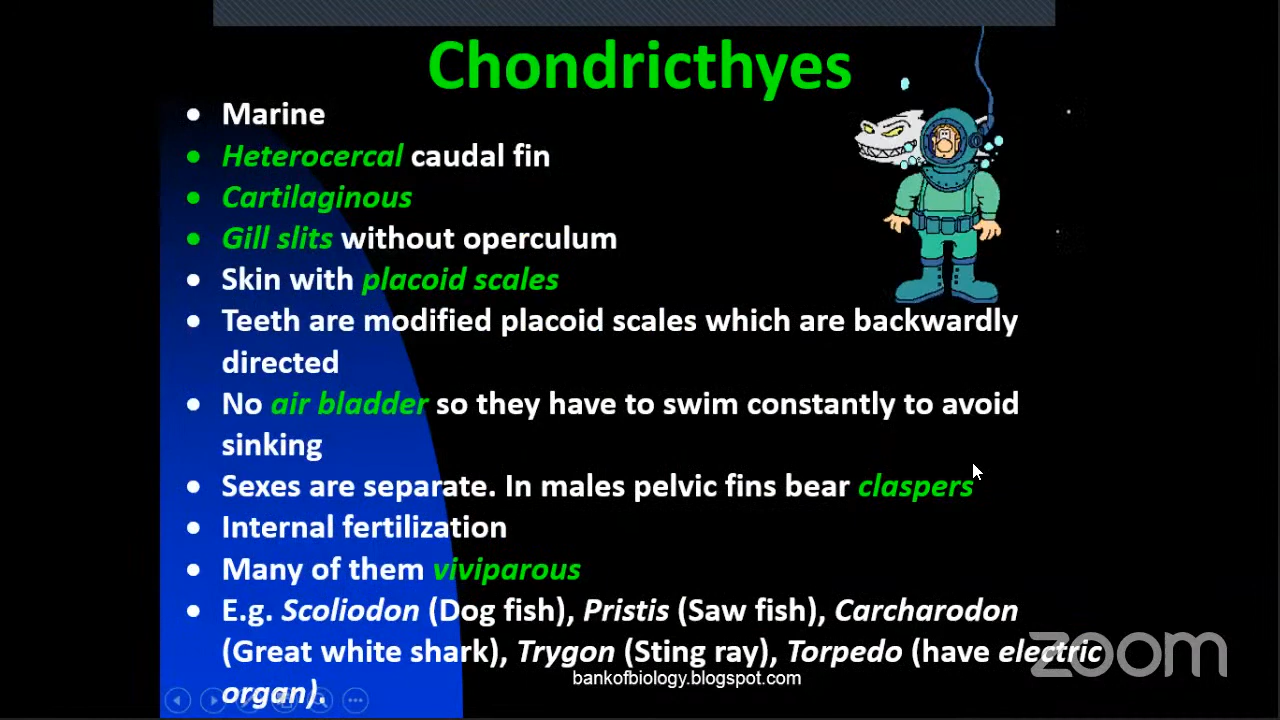 Chondricthyes
• Marine
• Heterocercal caudal fin
• Cartilaginous
• Gill slits without operculum
• Skin with placoid scales
• Teeth are modified placoid scales which are backwardly
directed
• No air bladder so they have to swim constantly to avoid
sinking
• Sexes are separate. In males pelvic fins bear claspers
• Internal fertilization
• Many of them viviparous
• E.g. Scoliodon (Dog fish), Pristis (Saw fish), Carcharodon
(Great white shark), Trygon (Sting ray), Torpedo (have electric
organ).
bankofbiology.blogspot.com
zoom